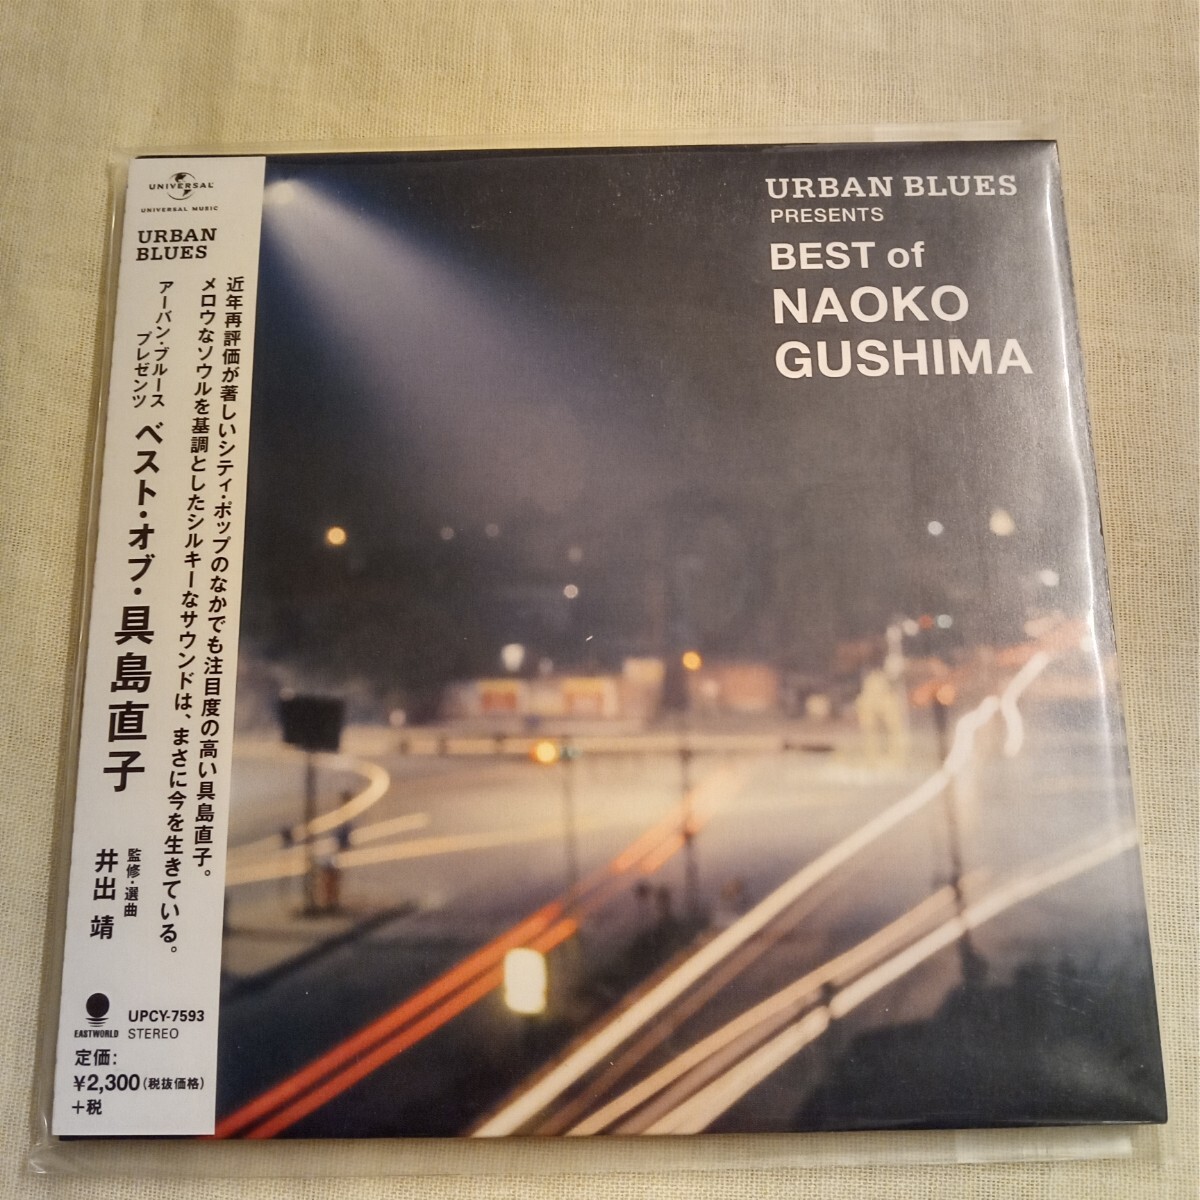 UNIVERSAL
UNIVERSAL MUSIC
URBAN
BLUES
近年再評価が著しいシティ・ポップのなかでも注目度の高い具島直子。
メロウなソウルを基調としたシルキーなサウンドは、まさに今を生きている。
アーバン・ブルース
プレゼンツ
ベスト・オブ・具島直子
監修・選曲
井出 靖
EASTWORLD
UPCY-7593
STEREO
定価:
¥2,300(税抜価格)
+税
URBAN BLUES
PRESENTS
BEST of
NAOKO
GUSHIMA